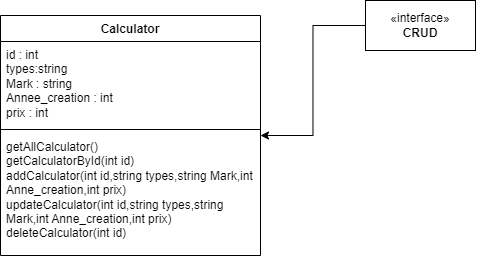 Calculator
id : int
types:string
Mark : string
Annee_creation : int
prix : int
getAllCalculator()
getCalculatorById(int id)
addCalculator(int id,string types,string Mark,int
Anne_creation,int prix)
updateCalculator(int id,string types,string
Mark,int Anne_creation,int prix)
deleteCalculator(int id)
«interface»
CRUD